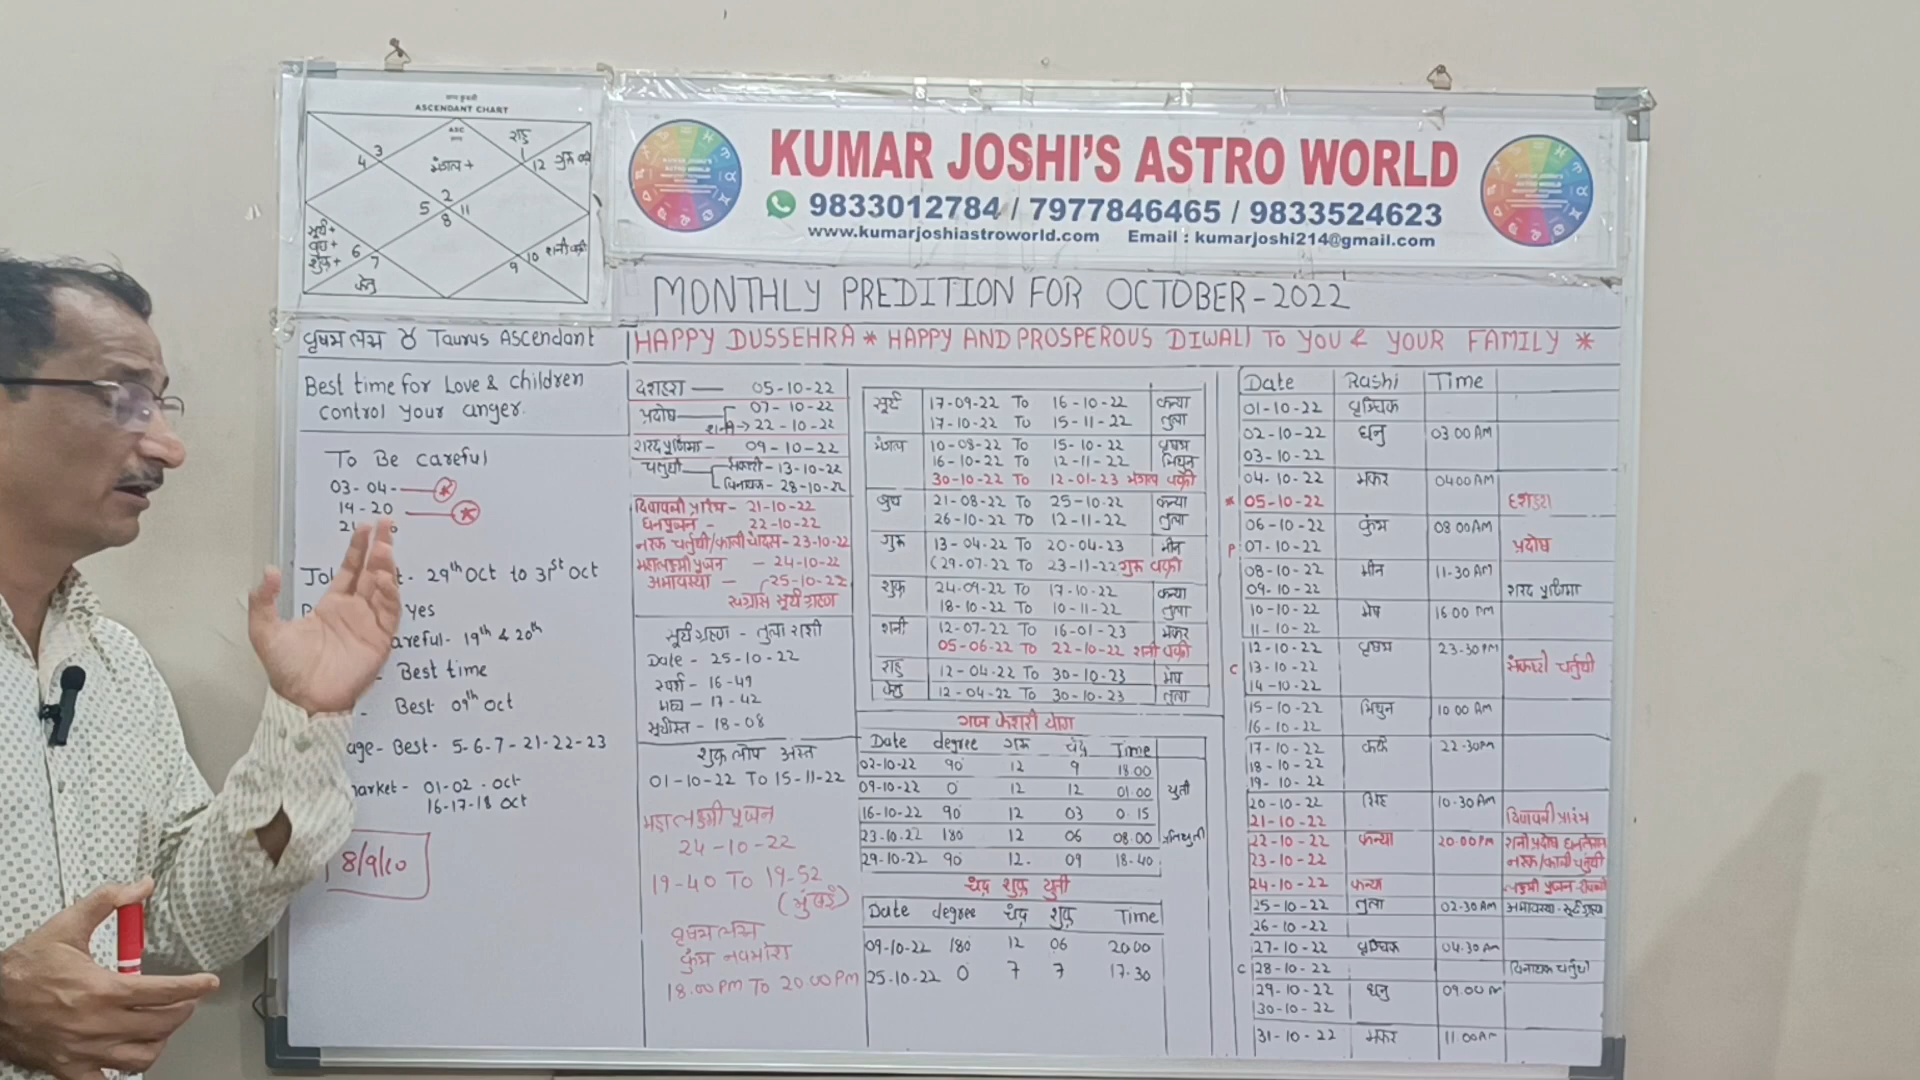 लग्न कुंडली
ASCENDANT CHART
ASC
लग्न
राहु
3
4
मंगल +
1
12 गुरु वक्री
2
5 11
8
सूर्य +
बुध +
शुक्र +
6
7
केतु
10 शनी वक्री
9
KUMAR JOSHI'S ASTRO WORLD
9833012784 / 7977846465 / 9833524623
www.kumarjoshiastroworld.com Email : kumarjoshi214@gmail.com
MONTHLY PREDITION FOR OCTOBER-2022
वृषभ लग्न ♉ Taurus Ascendant
HAPPY DUSSEHRA * HAPPY AND PROSPEROUS DIWALI TO YOU & YOUR FAMILY *
Best time for Love & children
control your anger.
To Be careful
03-04-
19-20
21
29th Oct to 31st Oct
yes
areful- 19th & 20th
- Best time
- Best 09th Oct
age- Best- 5-6-7-21-22-23
market- 01-02-Oct
16-17-18 Oct
8/9/10
दशहरा — 05-10-22
प्रदोष 07-10-22
शनी → 22-10-22
शरद पूर्णिमा - 09-10-22
चतुर्थी संकष्टी - 13-10-22
विनायक - 28-10-22
दिवाळी प्रारंभ - 21-10-22
धनपूजन - 22-10-22
नरक चर्तुथी/काली चौदस - 23-10-22
महालक्ष्मी पूजन - 24-10-22
अमावस्या - 25-10-22
खग्रास सूर्य ग्रहण
सूर्य ग्रहण - तुला राशी
Date - 25-10-22
स्पर्श - 16-49
मध्य - 17-42
सूर्यास्त - 18-08
शुक्र लोप अस्त
01-10-22 To 15-11-22
महालक्ष्मी पूजन
24-10-22
19-40 TO 19-52
(मुंबई)
वृषभ लग्न
कुंभ नवमांश
18.00 PM To 20.00 PM
सूर्य 17-09-22 To 16-10-22 कन्या
17-10-22 To 15-11-22 तुला
मंगल 10-08-22 To 15-10-22 वृषभ
16-10-22 To 12-11-22 मिथुन
30-10-22 To 12-01-23 मंगल वक्री
बुध 21-08-22 To 25-10-22 कन्या
26-10-22 To 12-11-22 तुला
गुरु 13-04-22 To 20-04-23 मीन
(29-07-22 To 23-11-22 गुरु वक्री
शुक्र 24-09-22 To 17-10-22 कन्या
18-10-22 To 10-11-22 तुला
शनी 12-07-22 To 16-01-23 मकर
05-06-22 To 22-10-22 शनी वक्री
राहु 12-04-22 To 30-10-23 मेष
केतु 12-04-22 To 30-10-23 तुला
गज केशरी योग
Date degree गुरु चंद्र Time
02-10-22 90 12 9 18.00
09-10-22 0 12 12 01.00 युती
16-10-22 90 12 03 0.15
23-10-22 180 12 06 08.00 प्रतियुती
29-10-22 90 12. 09 18-40
चंद्र शुक्र युती
Date degree चंद्र शुक्र Time
09-10-22 180 12 06 20.00
25-10-22 0 7 7 17.30
Date Rashi Time
01-10-22 वृश्चिक
02-10-22 धनु 03 00 AM
03-10-22
04-10-22 मकर 04 00 AM
* 05-10-22 दशहरा
06-10-22 कुंभ 08 00 AM
P 07-10-22 प्रदोष
08-10-22 मीन 11-30 AM
09-10-22 शरद पूर्णिमा
10-10-22 मेष 16 00 PM
11-10-22
12-10-22 वृषभ 23-30 PM
C 13-10-22 संकष्टी चर्तुथी
14-10-22
15-10-22 मिथुन 10 00 AM
16-10-22
17-10-22 कर्क 22-30 PM
18-10-22
19-10-22
20-10-22 सिंह 10-30 AM
21-10-22 दिवाळी प्रारंभ
22-10-22 कन्या 20.00 PM शनी प्रदोष धनतेरस
23-10-22 नरक/काली चर्तुथी
24-10-22 कन्या लक्ष्मी पूजन
25-10-22 तुला 02-30 AM अमावस्या - सूर्य ग्रहण
26-10-22
27-10-22 वृश्चिक 04.30 AM
C 28-10-22 विनायक चर्तुथी
29-10-22 धनु 09.00
30-10-22
31-10-22 मकर 11 00 AM